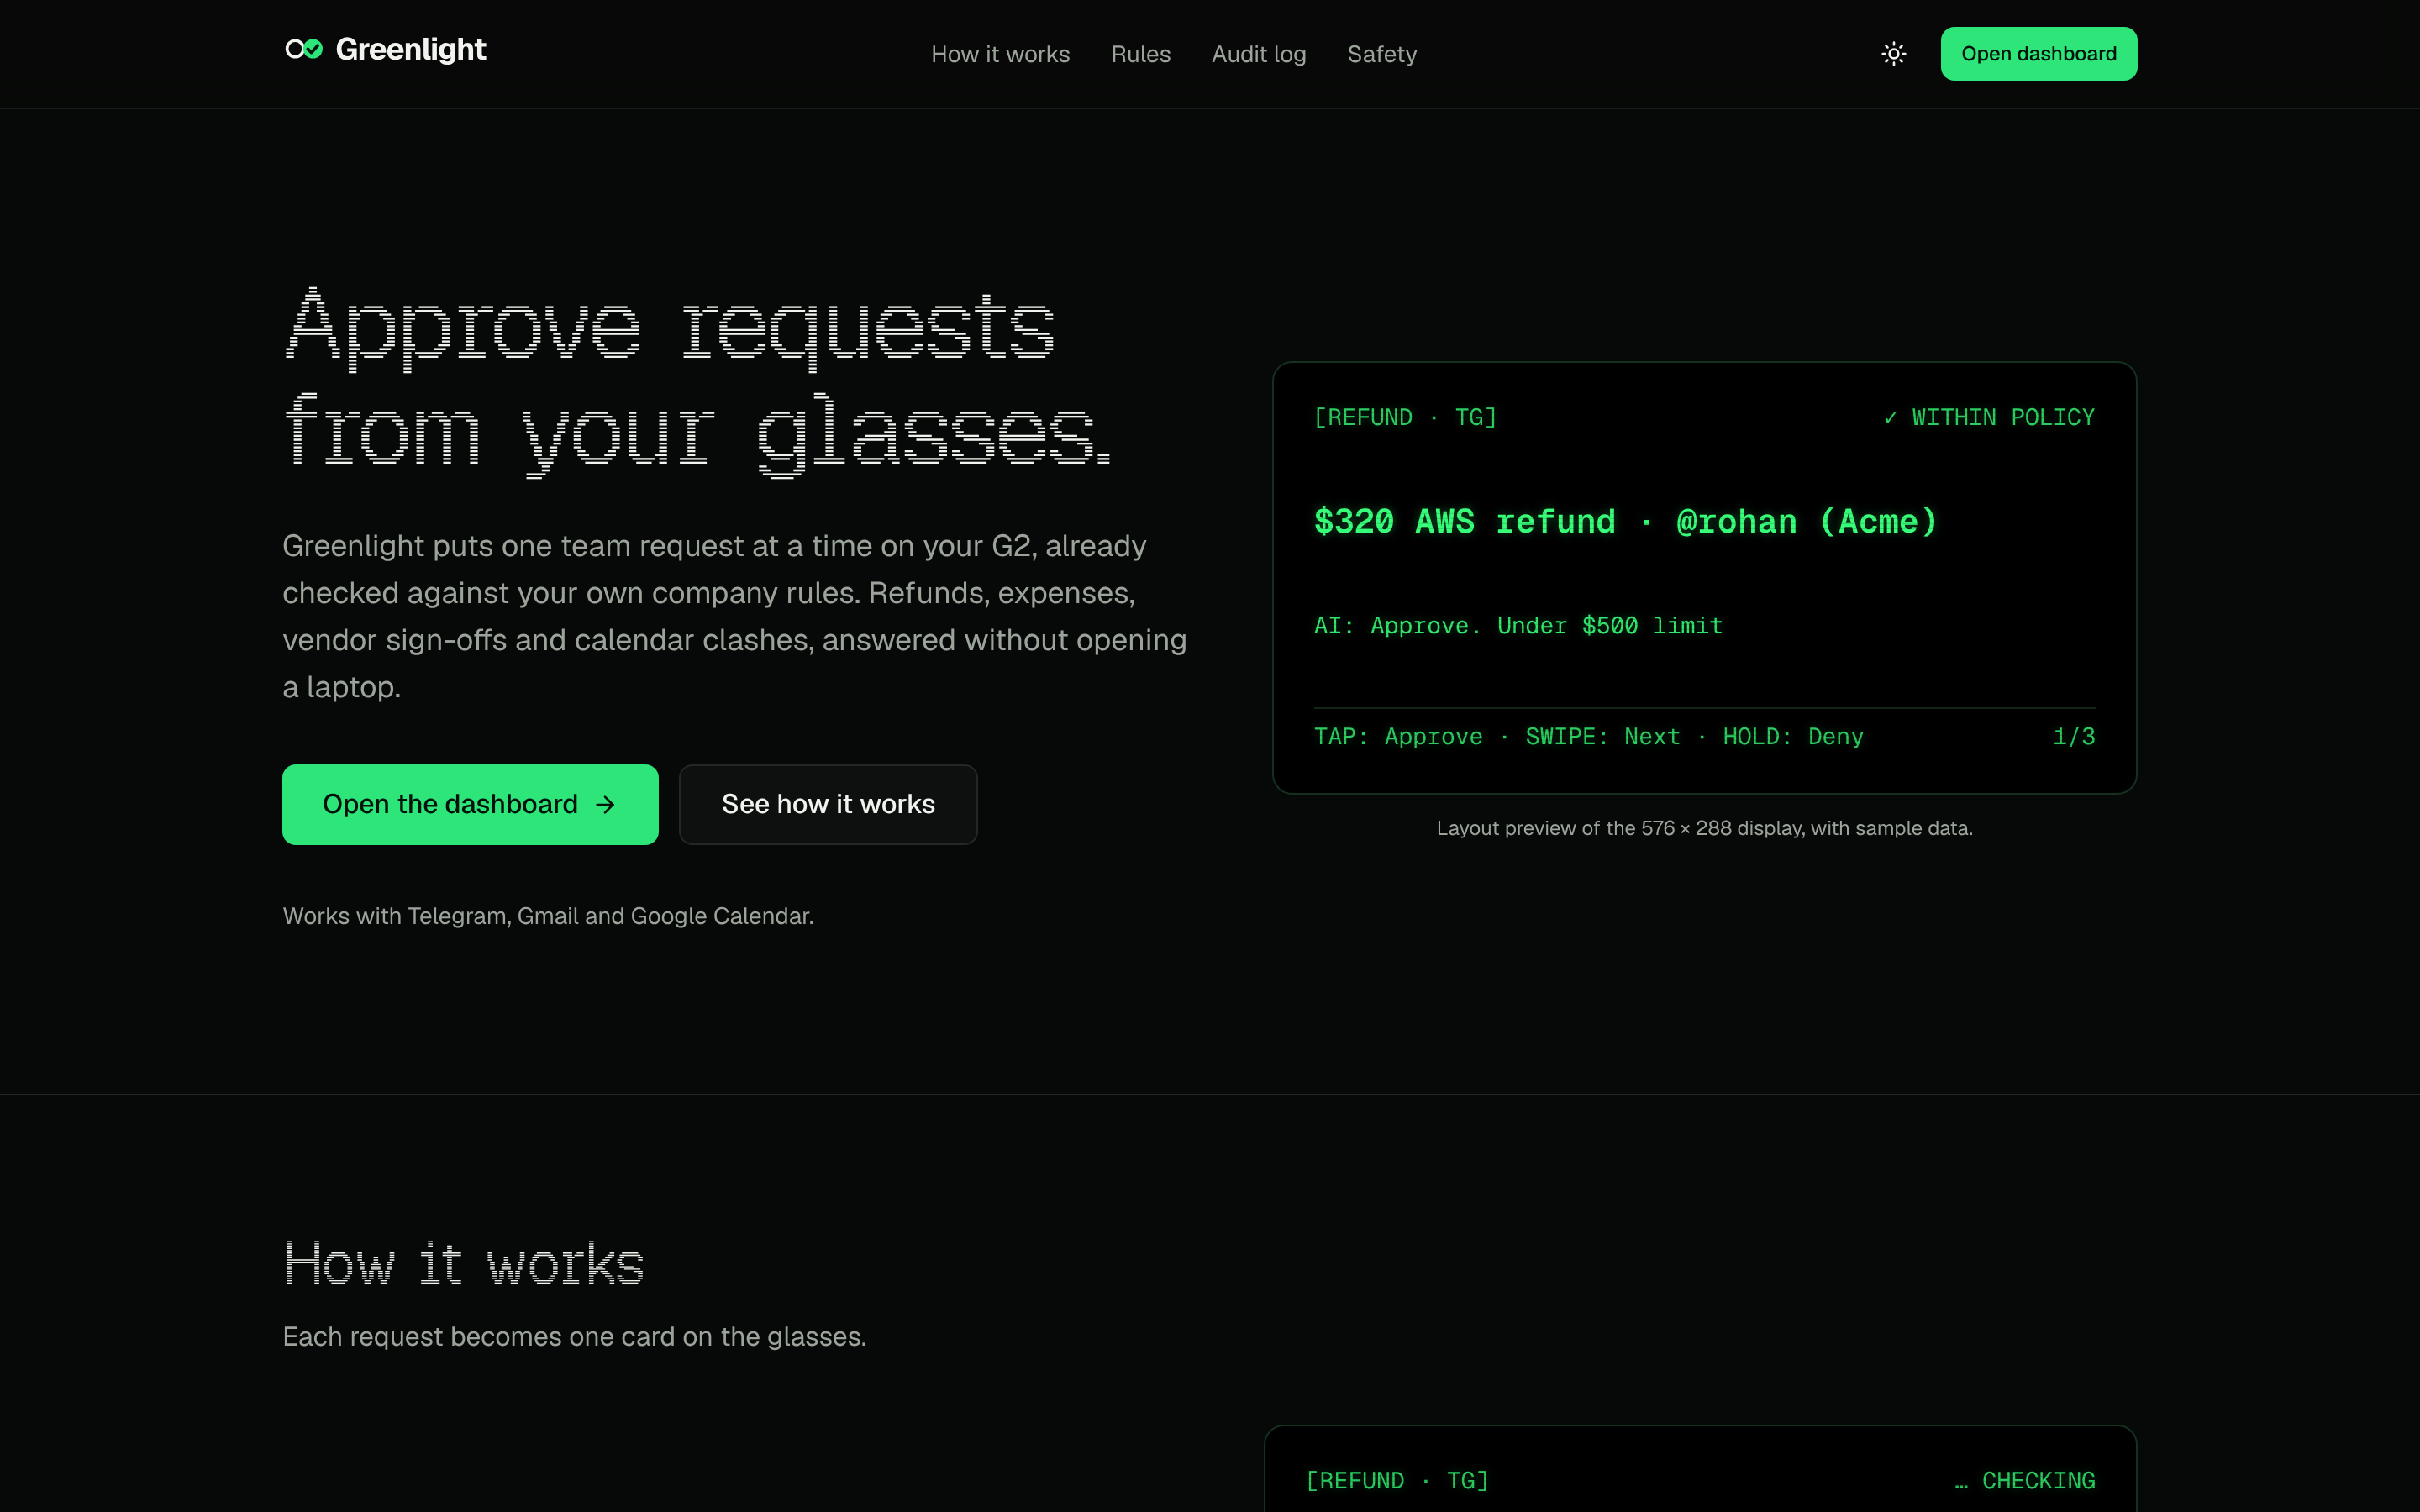 Greenlight
How it works
Rules
Audit log
Safety
Open dashboard
Approve requests
from your glasses.
Greenlight puts one team request at a time on your G2, already
checked against your own company rules. Refunds, expenses,
vendor sign-offs and calendar clashes, answered without opening
a laptop.
Open the dashboard →
See how it works
Works with Telegram, Gmail and Google Calendar.
[REFUND · TG]
✓ WITHIN POLICY
$320 AWS refund · @rohan (Acme)
AI: Approve. Under $500 limit
TAP: Approve · SWIPE: Next · HOLD: Deny
1/3
Layout preview of the 576 × 288 display, with sample data.
How it works
Each request becomes one card on the glasses.
[REFUND · TG]
… CHECKING